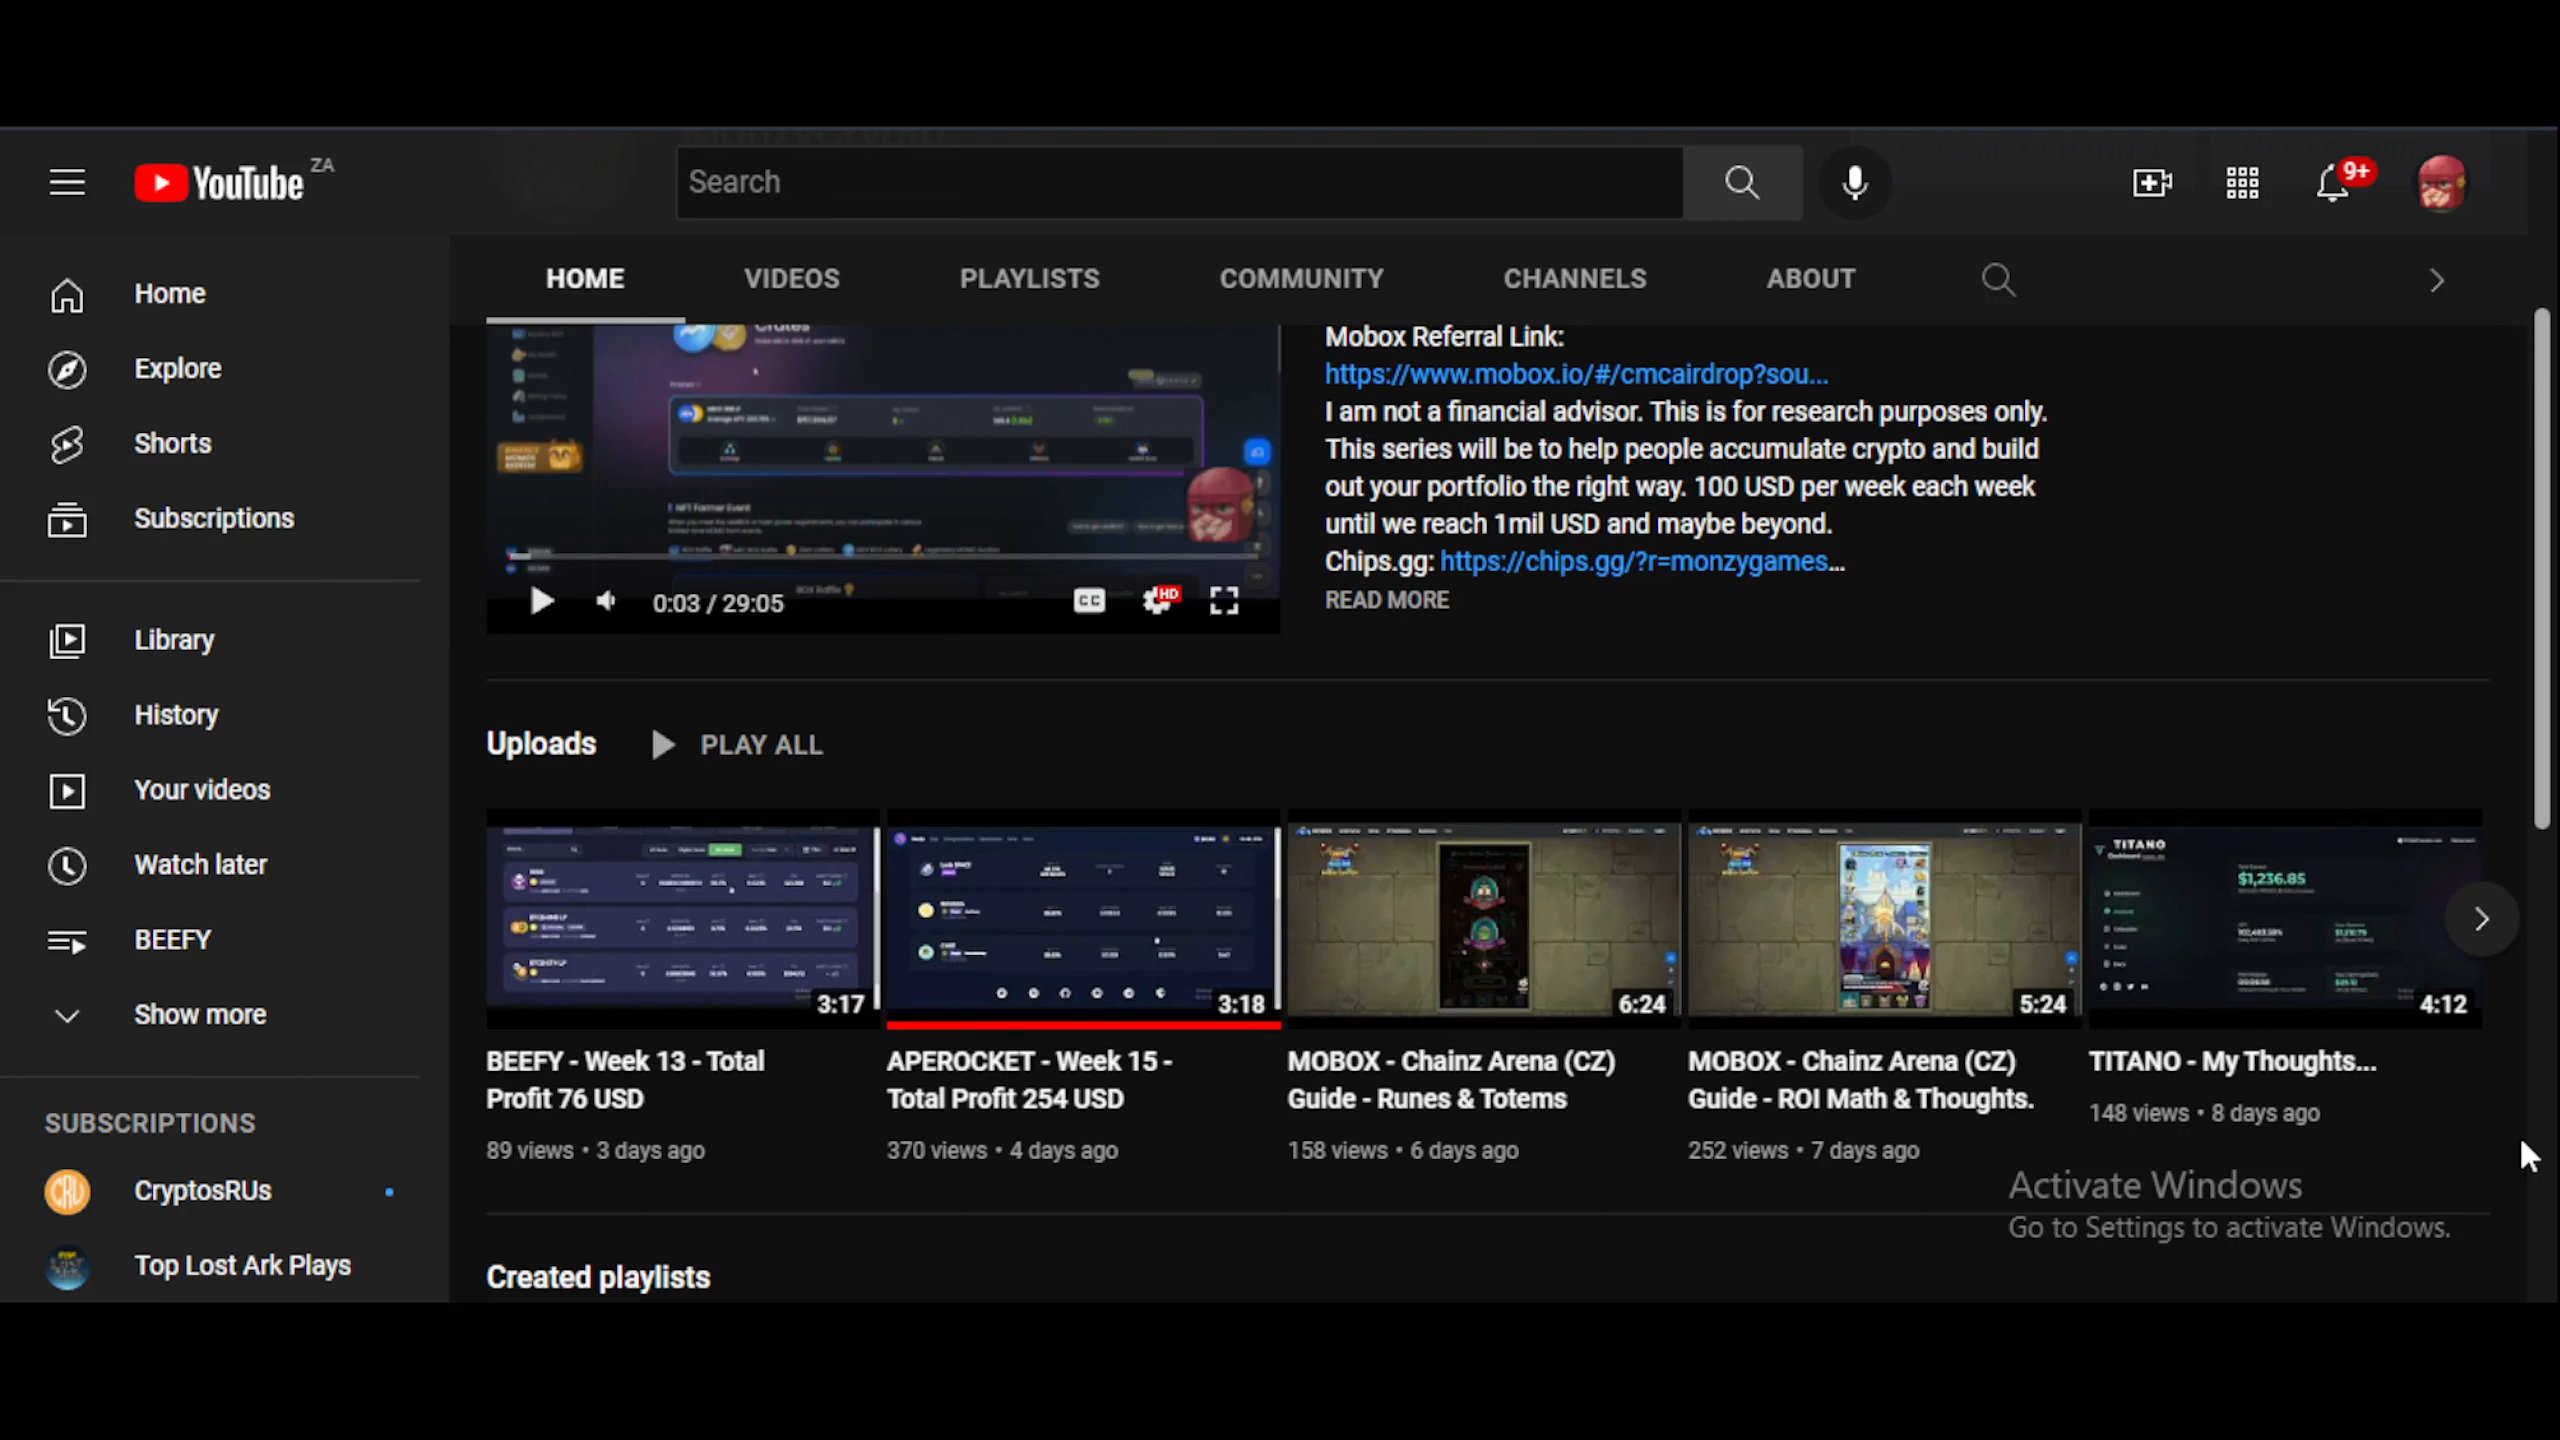 YouTube ZA
Search
9+
Home
Explore
Shorts
Subscriptions
Library
History
Your videos
Watch later
BEEFY
Show more
SUBSCRIPTIONS
CryptosRUs
Top Lost Ark Plays
HOME VIDEOS PLAYLISTS COMMUNITY CHANNELS ABOUT
Crates
0:03 / 29:05
CC
HD
Mobox Referral Link:
https://www.mobox.io/#/cmcairdrop?sou...
I am not a financial advisor. This is for research purposes only.
This series will be to help people accumulate crypto and build
out your portfolio the right way. 100 USD per week each week
until we reach 1mil USD and maybe beyond.
Chips.gg: https://chips.gg/?r=monzygames...
READ MORE
Uploads PLAY ALL
3:17
BEEFY - Week 13 - Total
Profit 76 USD
89 views • 3 days ago
3:18
APEROCKET - Week 15 -
Total Profit 254 USD
370 views • 4 days ago
6:24
MOBOX - Chainz Arena (CZ)
Guide - Runes & Totems
158 views • 6 days ago
5:24
MOBOX - Chainz Arena (CZ)
Guide - ROI Math & Thoughts.
252 views • 7 days ago
TITANO
$1,236.85
4:12
TITANO - My Thoughts...
148 views • 8 days ago
Activate Windows
Go to Settings to activate Windows.
Created playlists